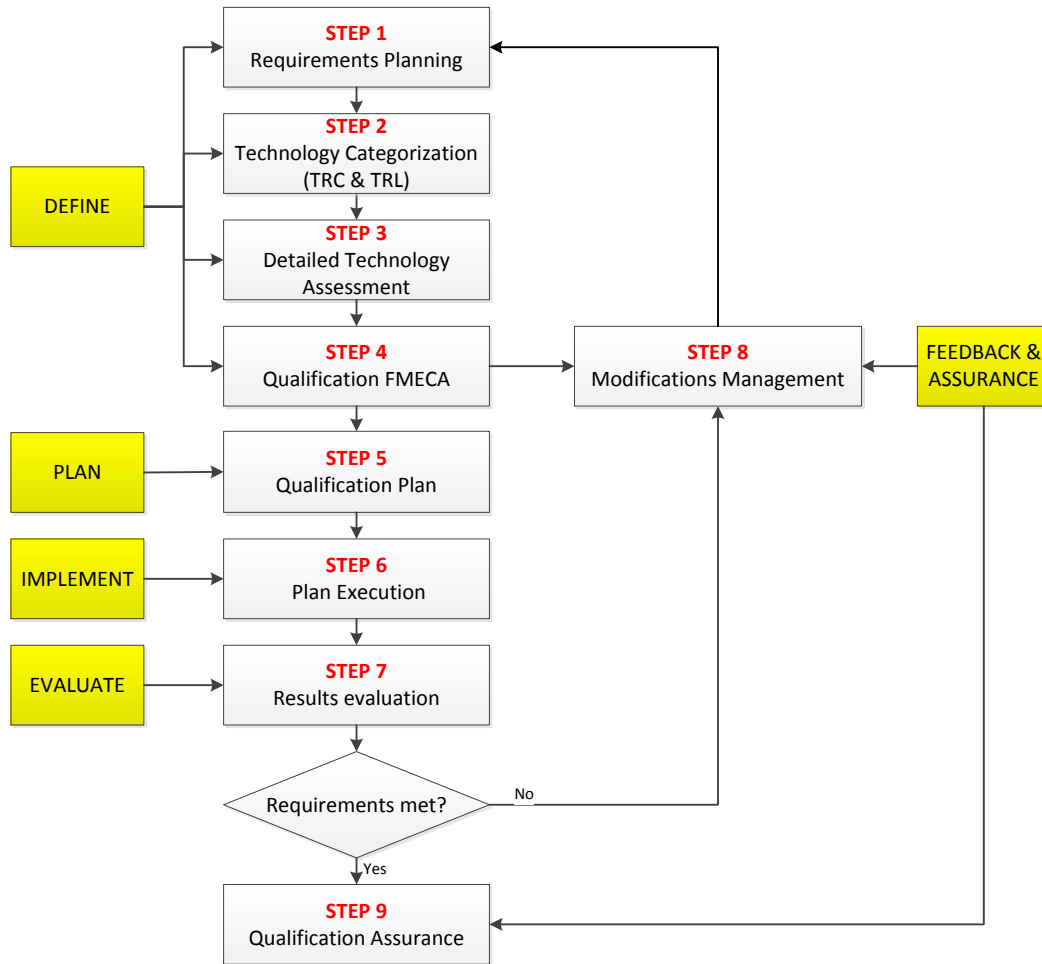 STEP 1
Requirements Planning
STEP 2
Technology Categorization
(TRC & TRL)
DEFINE
STEP 3
Detailed Technology
Assessment
STEP 4
Qualification FMECA
STEP 8
Modifications Management
FEEDBACK &
ASSURANCE
PLAN
STEP 5
Qualification Plan
IMPLEMENT
STEP 6
Plan Execution
EVALUATE
STEP 7
Results evaluation
Requirements met?
No
Yes
STEP 9
Qualification Assurance